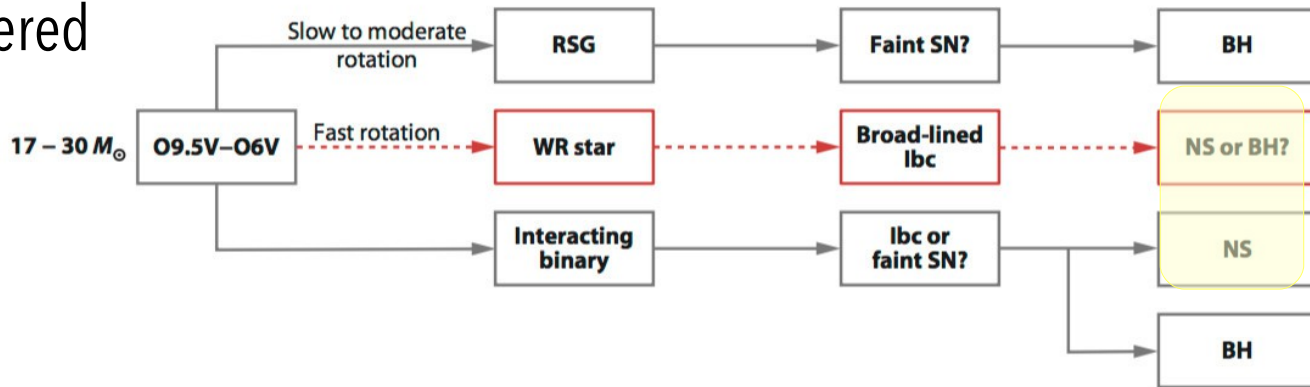 ered
Slow to moderate
rotation
RSG
Faint SN?
BH
17 – 30 M⊙
O9.5V–O6V
Fast rotation
WR star
Broad-lined
Ibc
NS or BH?
Interacting
binary
Ibc or
faint SN?
NS
BH